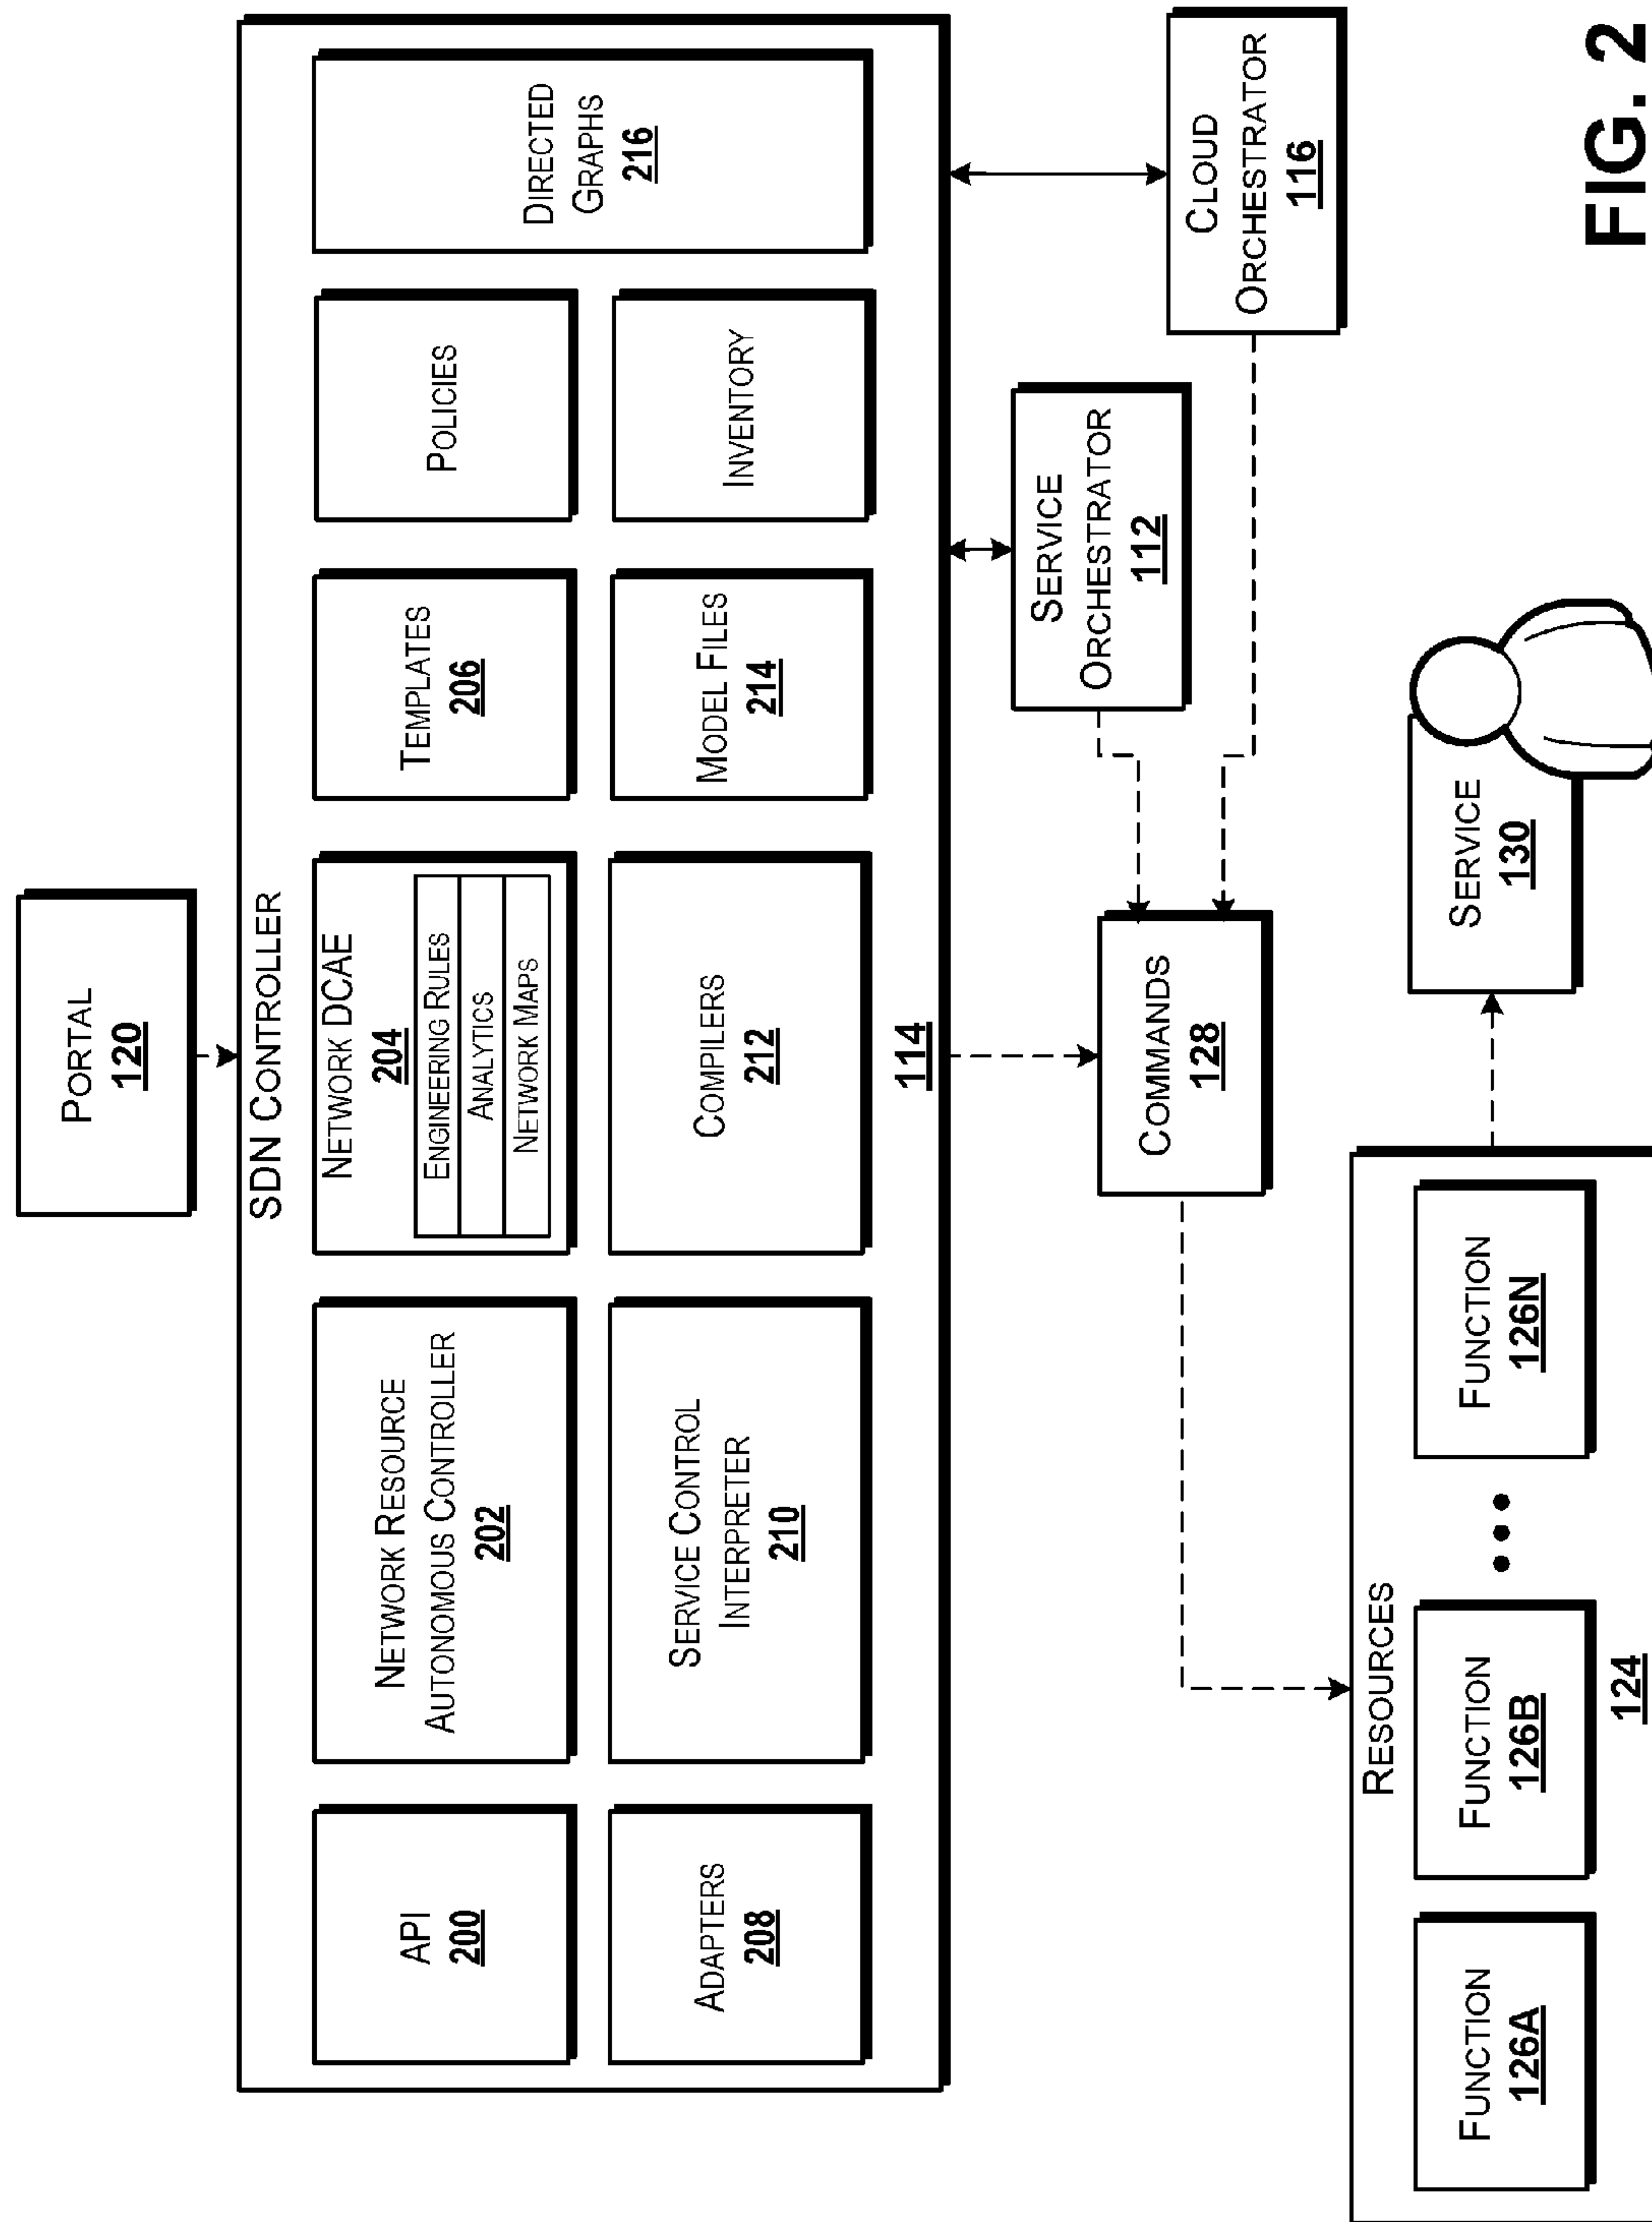 PORTAL
120
SDN CONTROLLER
API
200
NETWORK RESOURCE
AUTONOMOUS CONTROLLER
202
NETWORK DCAE
204
ENGINEERING RULES
ANALYTICS
NETWORK MAPS
TEMPLATES
206
POLICIES
DIRECTED
GRAPHS
216
ADAPTERS
208
SERVICE CONTROL
INTERPRETER
210
COMPILERS
212
MODEL FILES
214
INVENTORY
114
SERVICE
ORCHESTRATOR
112
CLOUD
ORCHESTRATOR
116
COMMANDS
128
RESOURCES
FUNCTION
126A
FUNCTION
126B
FUNCTION
126N
124
SERVICE
130
FIG. 2